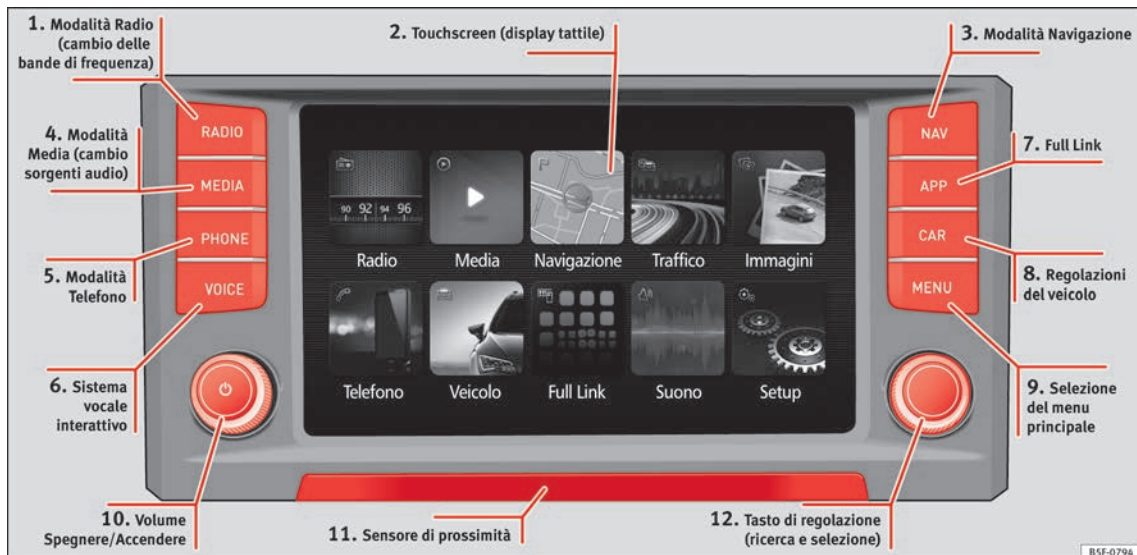 1. Modalità Radio
(cambio delle
bande di frequenza)
2. Touchscreen (display tattile)
3. Modalità Navigazione
4. Modalità
Media (cambio
sorgenti audio)
5. Modalità
Telefono
6. Sistema
vocale
interattivo
RADIO
MEDIA
PHONE
VOICE
90 92 94 96
Radio
Media
Navigazione
Traffico
Immagini
Telefono
Veicolo
Full Link
Suono
Setup
NAV
APP
CAR
MENU
7. Full Link
8. Regolazioni
del veicolo
9. Selezione
del menu
principale
10. Volume
Spegnere/Accendere
11. Sensore di prossimità
12. Tasto di regolazione
(ricerca e selezione)
B5F-0794